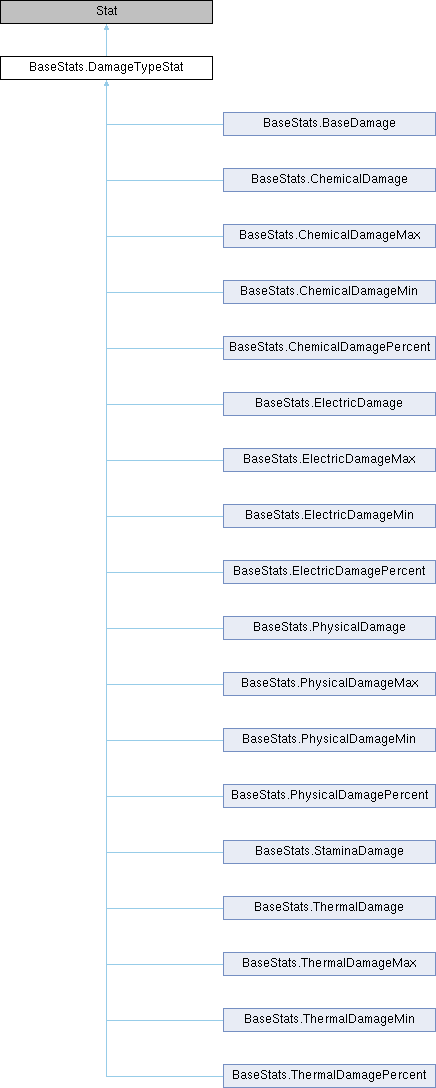 Stat
BaseStats.DamageTypeStat
BaseStats.BaseDamage
BaseStats.ChemicalDamage
BaseStats.ChemicalDamageMax
BaseStats.ChemicalDamageMin
BaseStats.ChemicalDamagePercent
BaseStats.ElectricDamage
BaseStats.ElectricDamageMax
BaseStats.ElectricDamageMin
BaseStats.ElectricDamagePercent
BaseStats.PhysicalDamage
BaseStats.PhysicalDamageMax
BaseStats.PhysicalDamageMin
BaseStats.PhysicalDamagePercent
BaseStats.StaminaDamage
BaseStats.ThermalDamage
BaseStats.ThermalDamageMax
BaseStats.ThermalDamageMin
BaseStats.ThermalDamagePercent